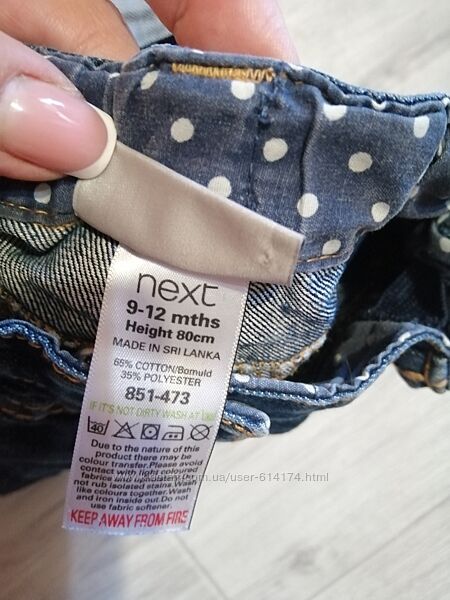 next
9-12 mths
Height 80cm
MADE IN SRI LANKA
65% COTTON/Bamuld
35% POLYESTER
851-473
IF IT'S NOT DIRTY WASH AT
40
Due to the nature of this
product there may be
colour transfer.Please avoid
contact with light coloured
fabrics and upholstery.Do
not rub isolated stains.Wash
like colours together.Wash
and iron inside out.Do not
use fabric softener.
KEEP AWAY FROM FIRE